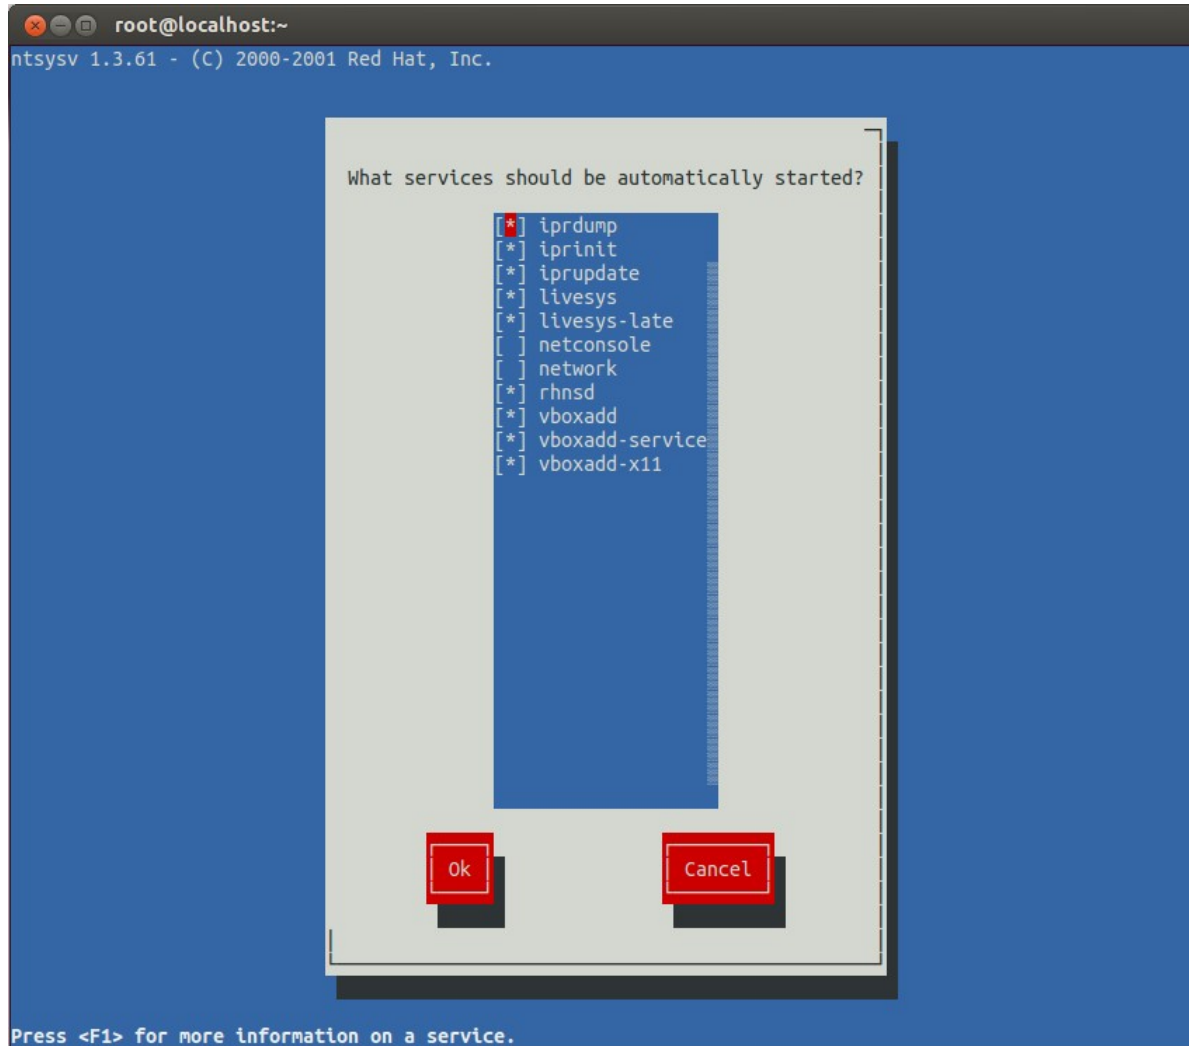 root@localhost:~
ntsysv 1.3.61 - (C) 2000-2001 Red Hat, Inc.
What services should be automatically started?
[*] iprdump
[*] iprinit
[*] iprupdate
[*] livesys
[*] livesys-late
[ ] netconsole
[ ] network
[*] rhnsd
[*] vboxadd
[*] vboxadd-service
[*] vboxadd-x11
Ok Cancel
Press <F1> for more information on a service.